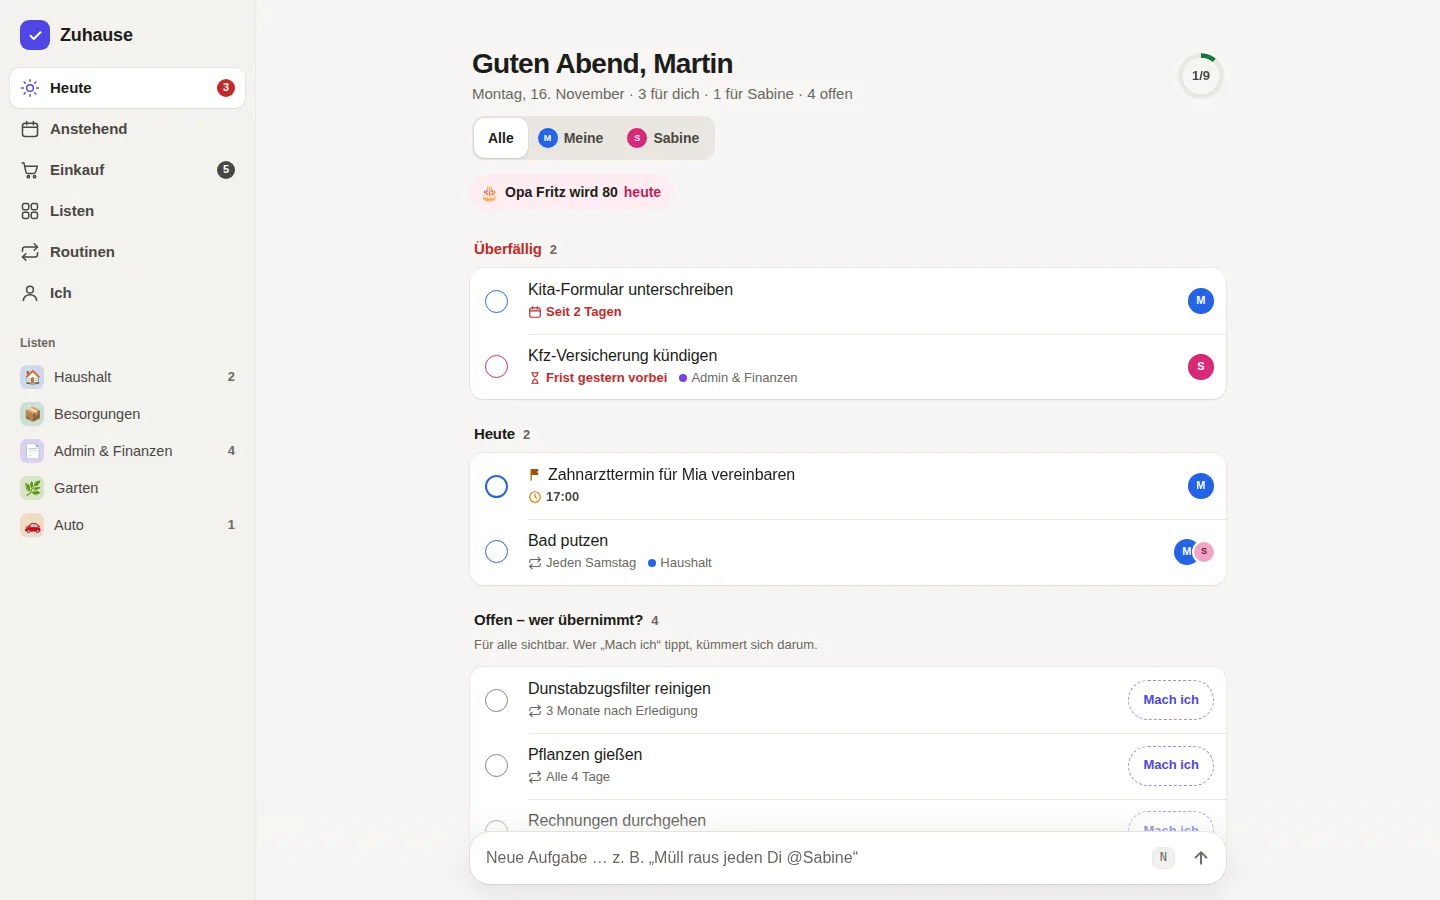 Zuhause
Heute 3
Anstehend
Einkauf 5
Listen
Routinen
Ich
Listen
Haushalt 2
Besorgungen
Admin & Finanzen 4
Garten
Auto 1
Guten Abend, Martin
Montag, 16. November · 3 für dich · 1 für Sabine · 4 offen
1/9
Alle M Meine S Sabine
Opa Fritz wird 80 heute
Überfällig 2
Kita-Formular unterschreiben
Seit 2 Tagen
M
Kfz-Versicherung kündigen
Frist gestern vorbei Admin & Finanzen
S
Heute 2
Zahnarzttermin für Mia vereinbaren
17:00
M
Bad putzen
Jeden Samstag Haushalt
M S
Offen – wer übernimmt? 4
Für alle sichtbar. Wer „Mach ich“ tippt, kümmert sich darum.
Dunstabzugsfilter reinigen
3 Monate nach Erledigung
Mach ich
Pflanzen gießen
Alle 4 Tage
Mach ich
Rechnungen durchgehen
Mach ich
Neue Aufgabe … z. B. „Müll raus jeden Di @Sabine“ N